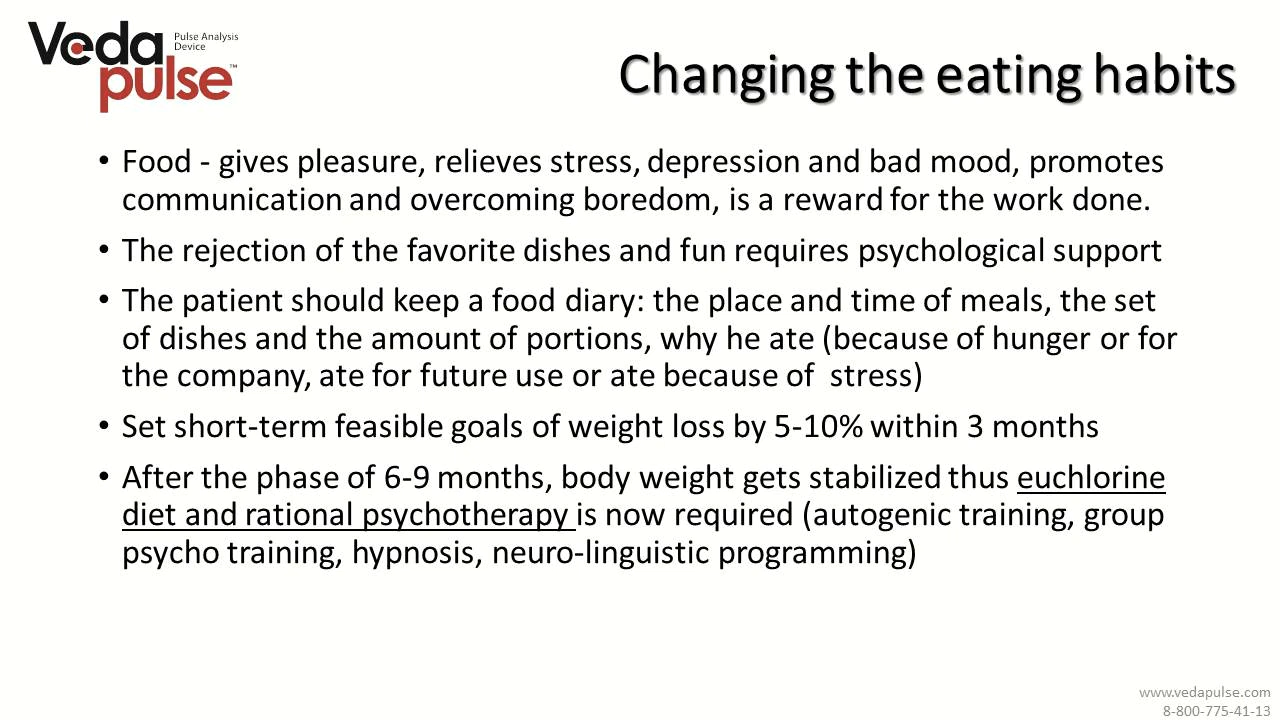 Veda
pulse™
Pulse Analysis
Device
Changing the eating habits
• Food - gives pleasure, relieves stress, depression and bad mood, promotes
communication and overcoming boredom, is a reward for the work done.
• The rejection of the favorite dishes and fun requires psychological support
• The patient should keep a food diary: the place and time of meals, the set
of dishes and the amount of portions, why he ate (because of hunger or for
the company, ate for future use or ate because of  stress)
• Set short-term feasible goals of weight loss by 5-10% within 3 months
• After the phase of 6-9 months, body weight gets stabilized thus euchlorine
diet and rational psychotherapy is now required (autogenic training, group
psycho training, hypnosis, neuro-linguistic programming)
www.vedapulse.com
8-800-775-41-13